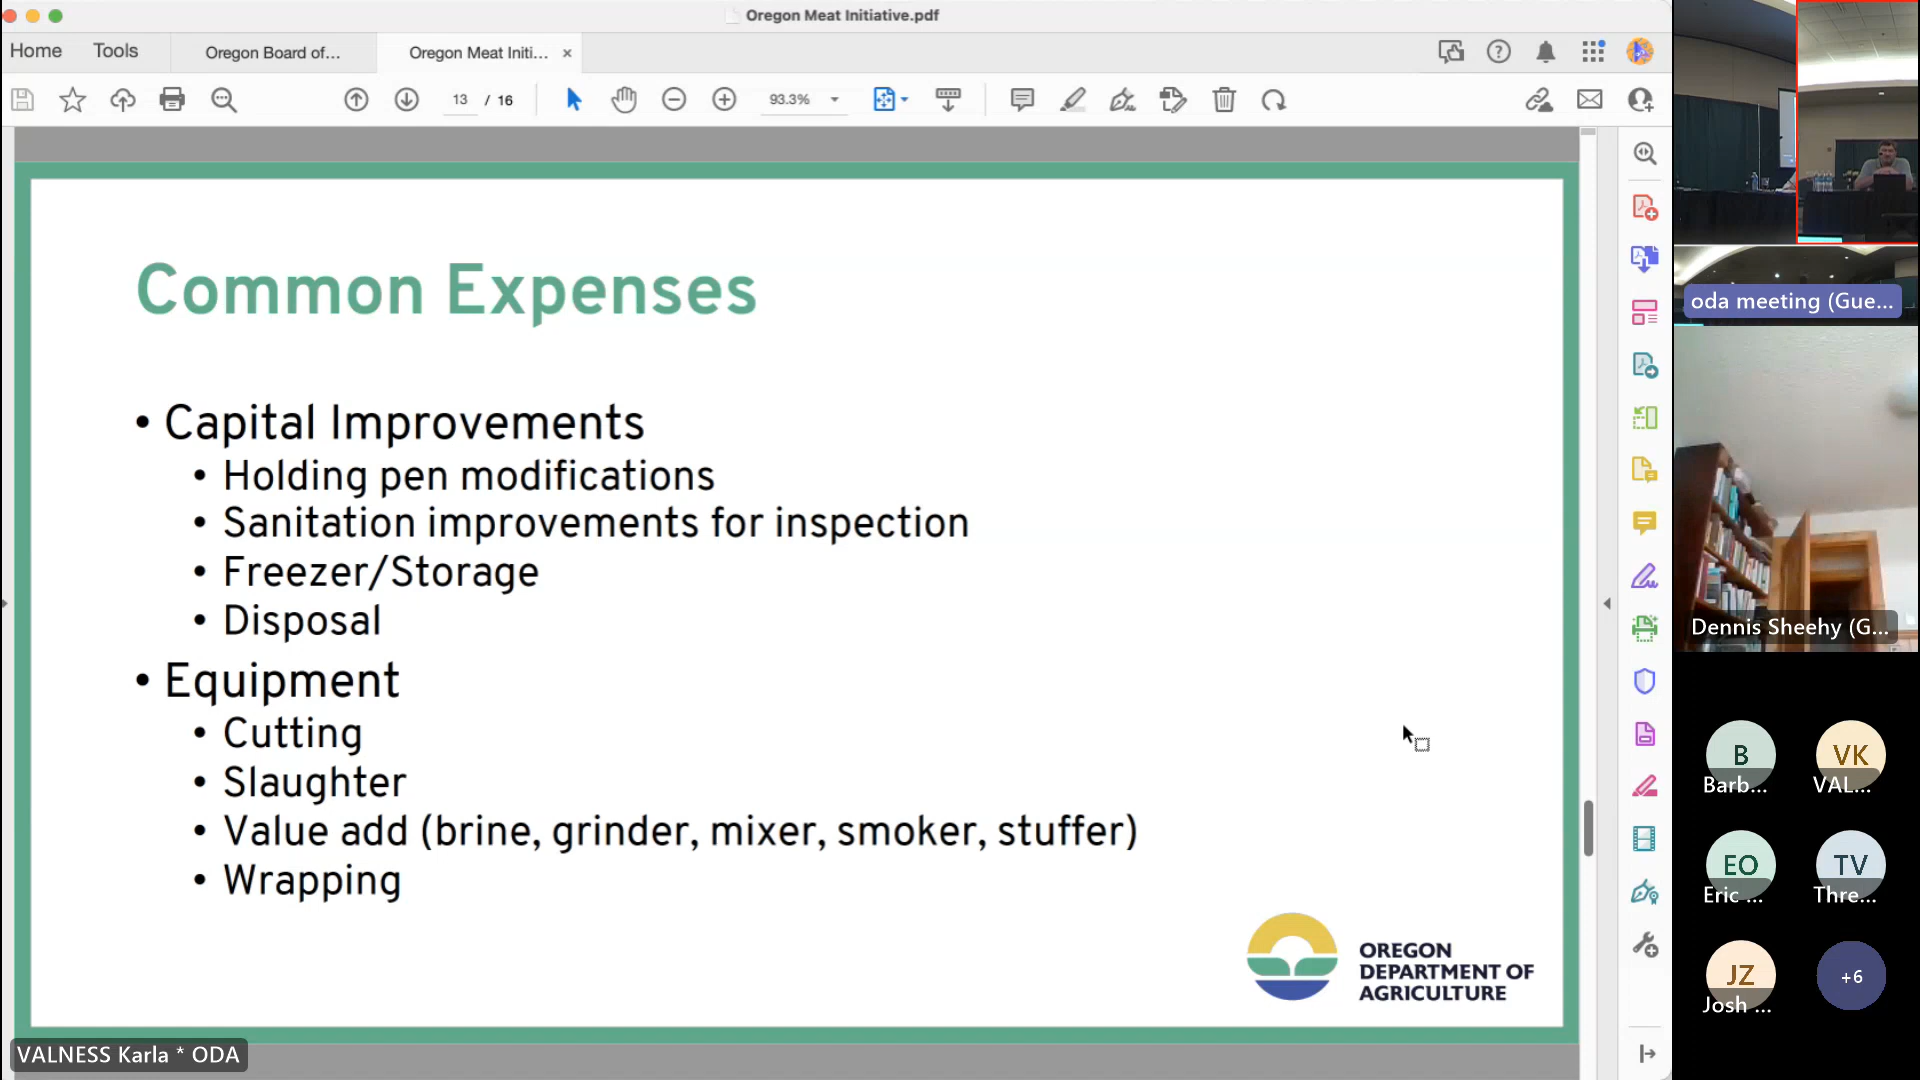 Oregon Meat Initiative.pdf
Home
Tools
Oregon Board of...
Oregon Meat Initi...
13 / 16
93.3%
Common Expenses
• Capital Improvements
• Holding pen modifications
• Sanitation improvements for inspection
• Freezer/Storage
• Disposal
• Equipment
• Cutting
• Slaughter
• Value add (brine, grinder, mixer, smoker, stuffer)
• Wrapping
OREGON
DEPARTMENT OF
AGRICULTURE
VALNESS Karla * ODA
oda meeting (Gue...
Dennis Sheehy (G...
B
Barb...
VK
VAL...
EO
Eric ...
TV
Thre...
JZ
Josh ...
+6